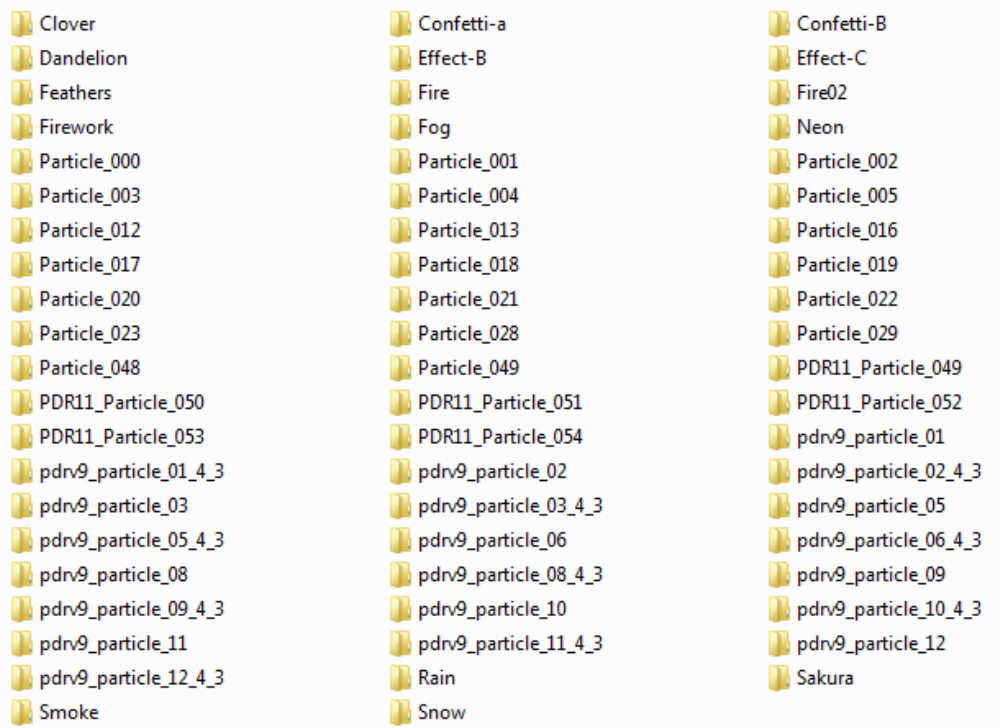 Clover Confetti-a Confetti-B
Dandelion Effect-B Effect-C
Feathers Fire Fire02
Firework Fog Neon
Particle_000 Particle_001 Particle_002
Particle_003 Particle_004 Particle_005
Particle_012 Particle_013 Particle_016
Particle_017 Particle_018 Particle_019
Particle_020 Particle_021 Particle_022
Particle_023 Particle_028 Particle_029
Particle_048 Particle_049 PDR11_Particle_049
PDR11_Particle_050 PDR11_Particle_051 PDR11_Particle_052
PDR11_Particle_053 PDR11_Particle_054 pdrv9_particle_01
pdrv9_particle_01_4_3 pdrv9_particle_02 pdrv9_particle_02_4_3
pdrv9_particle_03 pdrv9_particle_03_4_3 pdrv9_particle_05
pdrv9_particle_05_4_3 pdrv9_particle_06 pdrv9_particle_06_4_3
pdrv9_particle_08 pdrv9_particle_08_4_3 pdrv9_particle_09
pdrv9_particle_09_4_3 pdrv9_particle_10 pdrv9_particle_10_4_3
pdrv9_particle_11 pdrv9_particle_11_4_3 pdrv9_particle_12
pdrv9_particle_12_4_3 Rain Sakura
Smoke Snow